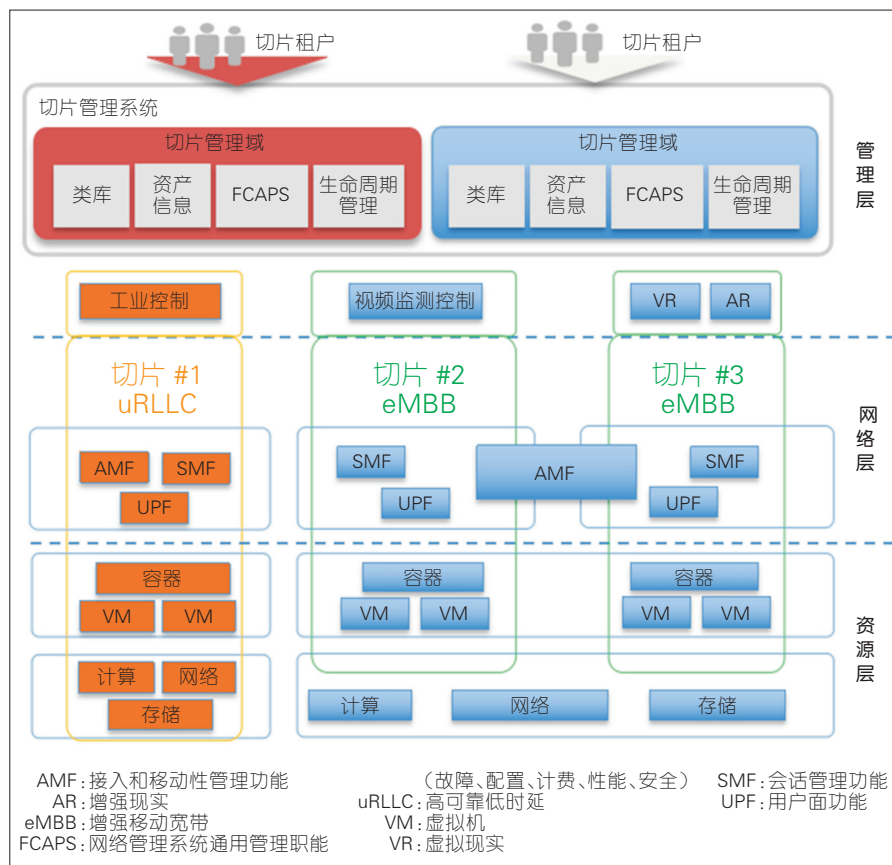 切片租户
切片租户
切片管理系统
切片管理域
类库
资产
信息
FCAPS
生命周期
管理
切片管理域
类库
资产
信息
FCAPS
生命周期
管理
管理层
工业控制
视频监测控制
VR
AR
切片 #1
uRLLC
切片 #2
eMBB
切片 #3
eMBB
网络层
AMF
SMF
UPF
SMF
UPF
AMF
SMF
UPF
容器
VM
VM
容器
VM
VM
容器
VM
VM
资源层
计算
网络
存储
计算
网络
存储
AMF:接入和移动性管理功能
AR:增强现实
eMBB:增强移动宽带
FCAPS:网络管理系统通用管理职能
(故障、配置、计费、性能、安全)
uRLLC:高可靠低时延
VM:虚拟机
VR:虚拟现实
SMF:会话管理功能
UPF:用户面功能